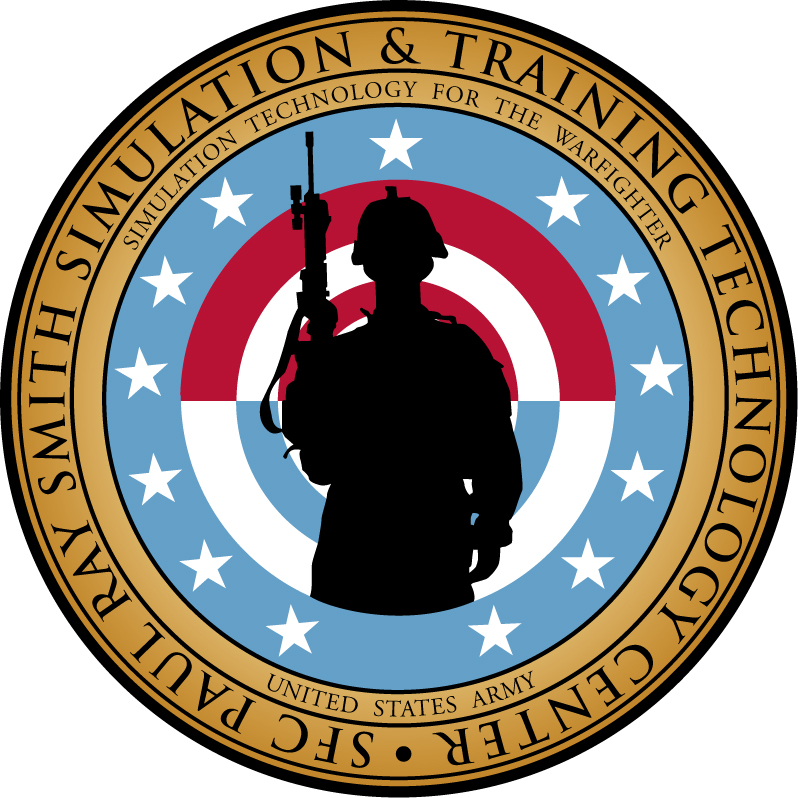 SFC PAUL RAY SMITH SIMULATION & TRAINING TECHNOLOGY CENTER •
SIMULATION TECHNOLOGY FOR THE WARFIGHTER
UNITED STATES ARMY